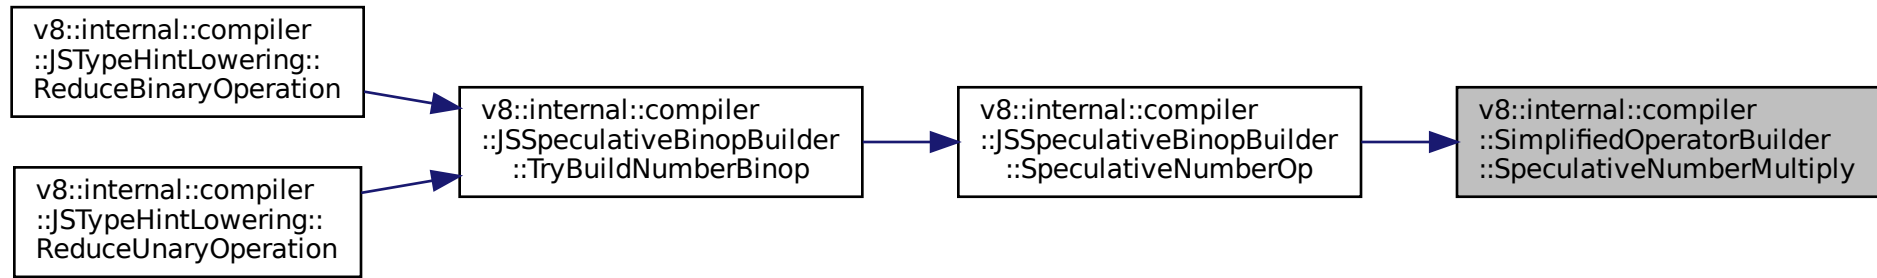 v8::internal::compiler
::JSTypeHintLowering::
ReduceBinaryOperation
v8::internal::compiler
::JSTypeHintLowering::
ReduceUnaryOperation
v8::internal::compiler
::JSSpeculativeBinopBuilder
::TryBuildNumberBinop
v8::internal::compiler
::JSSpeculativeBinopBuilder
::SpeculativeNumberOp
v8::internal::compiler
::SimplifiedOperatorBuilder
::SpeculativeNumberMultiply